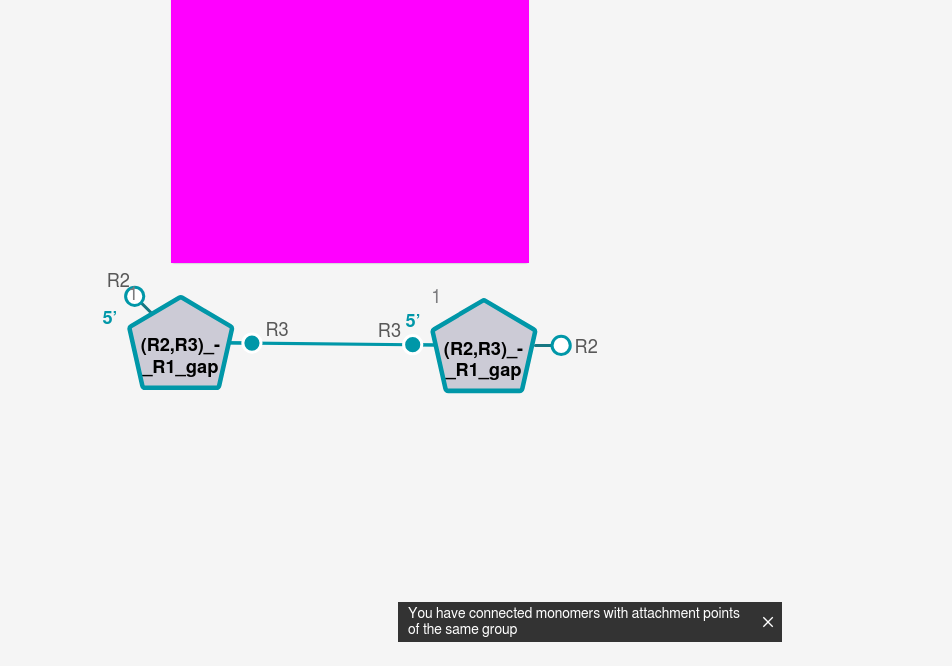 R2
1
5’
(R2,R3)_-
_R1_gap
R3
R3
5’
1
(R2,R3)_-
_R1_gap
R2
You have connected monomers with attachment points
of the same group